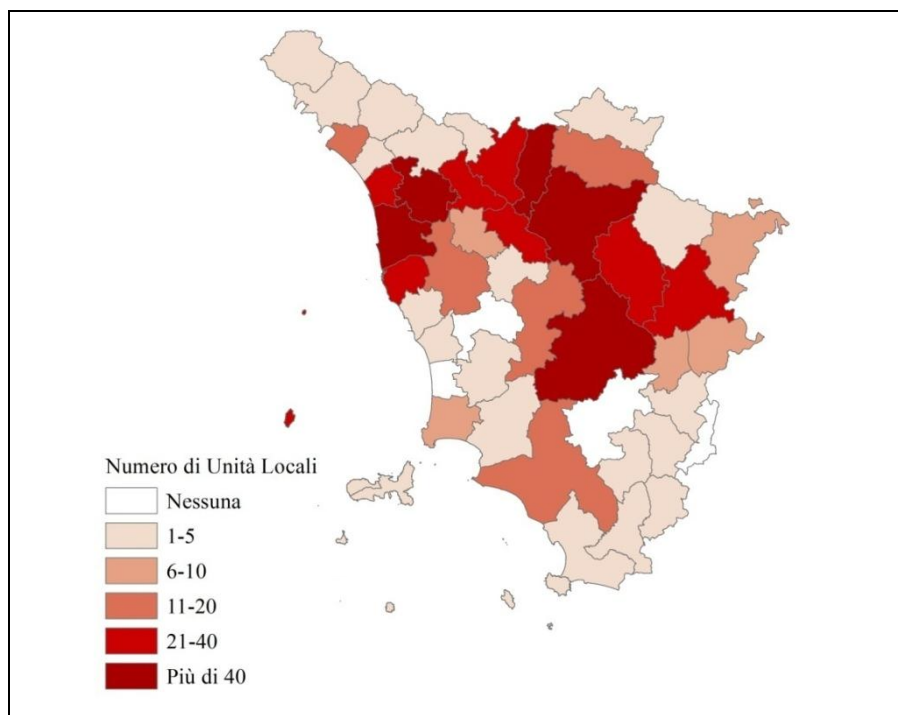 Numero di Unità Locali
Nessuna
1-5
6-10
11-20
21-40
Più di 40